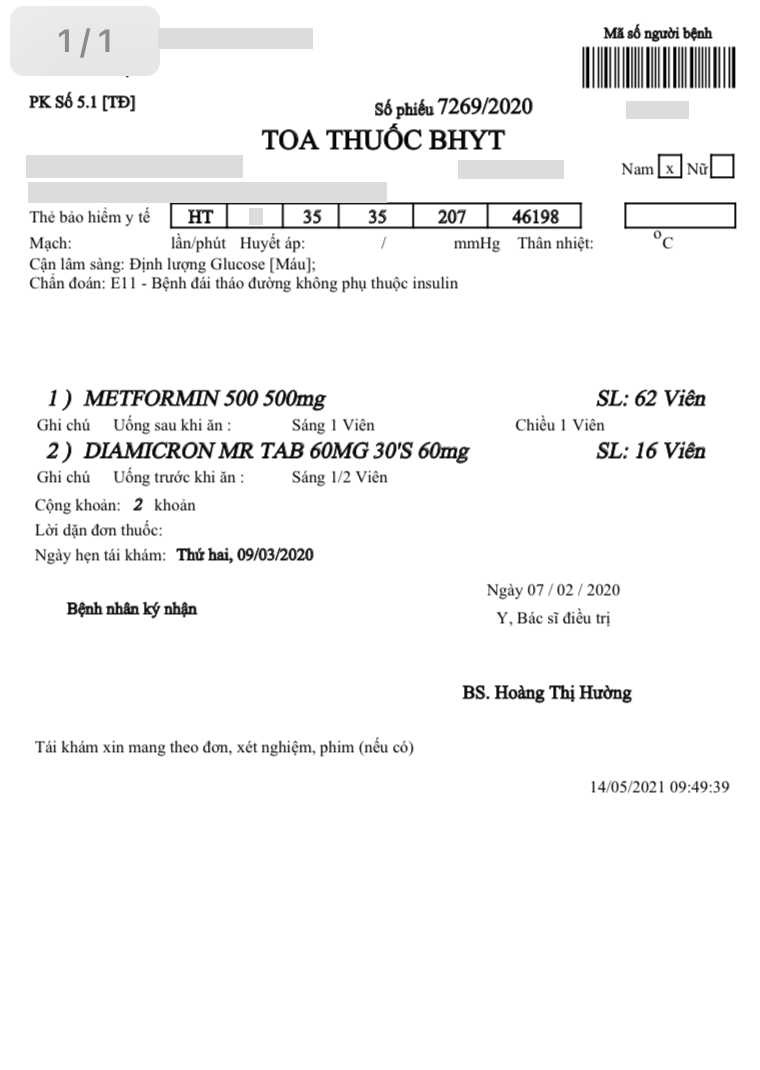 1/1
Mã số người bệnh
PK Số 5.1 [TĐ]
Số phiếu 7269/2020
TOA THUỐC BHYT
Nam x Nữ
Thẻ bảo hiểm y tế HT 35 35 207 46198
Mạch: lần/phút Huyết áp: / mmHg Thân nhiệt: °C
Cận lâm sàng: Định lượng Glucose [Máu];
Chẩn đoán: E11 - Bệnh đái tháo đường không phụ thuộc insulin
1 ) METFORMIN 500 500mg SL: 62 Viên
Ghi chú Uống sau khi ăn : Sáng 1 Viên Chiều 1 Viên
2 ) DIAMICRON MR TAB 60MG 30'S 60mg SL: 16 Viên
Ghi chú Uống trước khi ăn : Sáng 1/2 Viên
Cộng khoản: 2 khoản
Lời dặn đơn thuốc:
Ngày hẹn tái khám: Thứ hai, 09/03/2020
Ngày 07 / 02 / 2020
Bệnh nhân ký nhận
Y, Bác sĩ điều trị
BS. Hoàng Thị Hường
Tái khám xin mang theo đơn, xét nghiệm, phim (nếu có)
14/05/2021 09:49:39